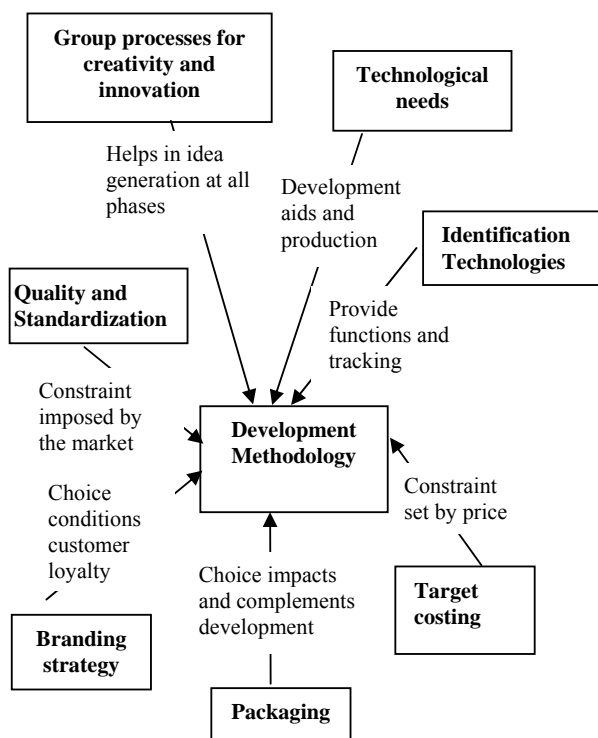 Group processes for
creativity and
innovation
Technological
needs
Helps in idea
generation at all
phases
Development
aids and
production
Identification
Technologies
Quality and
Standardization
Provide
functions and
tracking
Constraint
imposed by
the market
Development
Methodology
Choice
conditions
customer
loyalty
Constraint
set by price
Choice impacts
and complements
development
Target
costing
Branding
strategy
Packaging